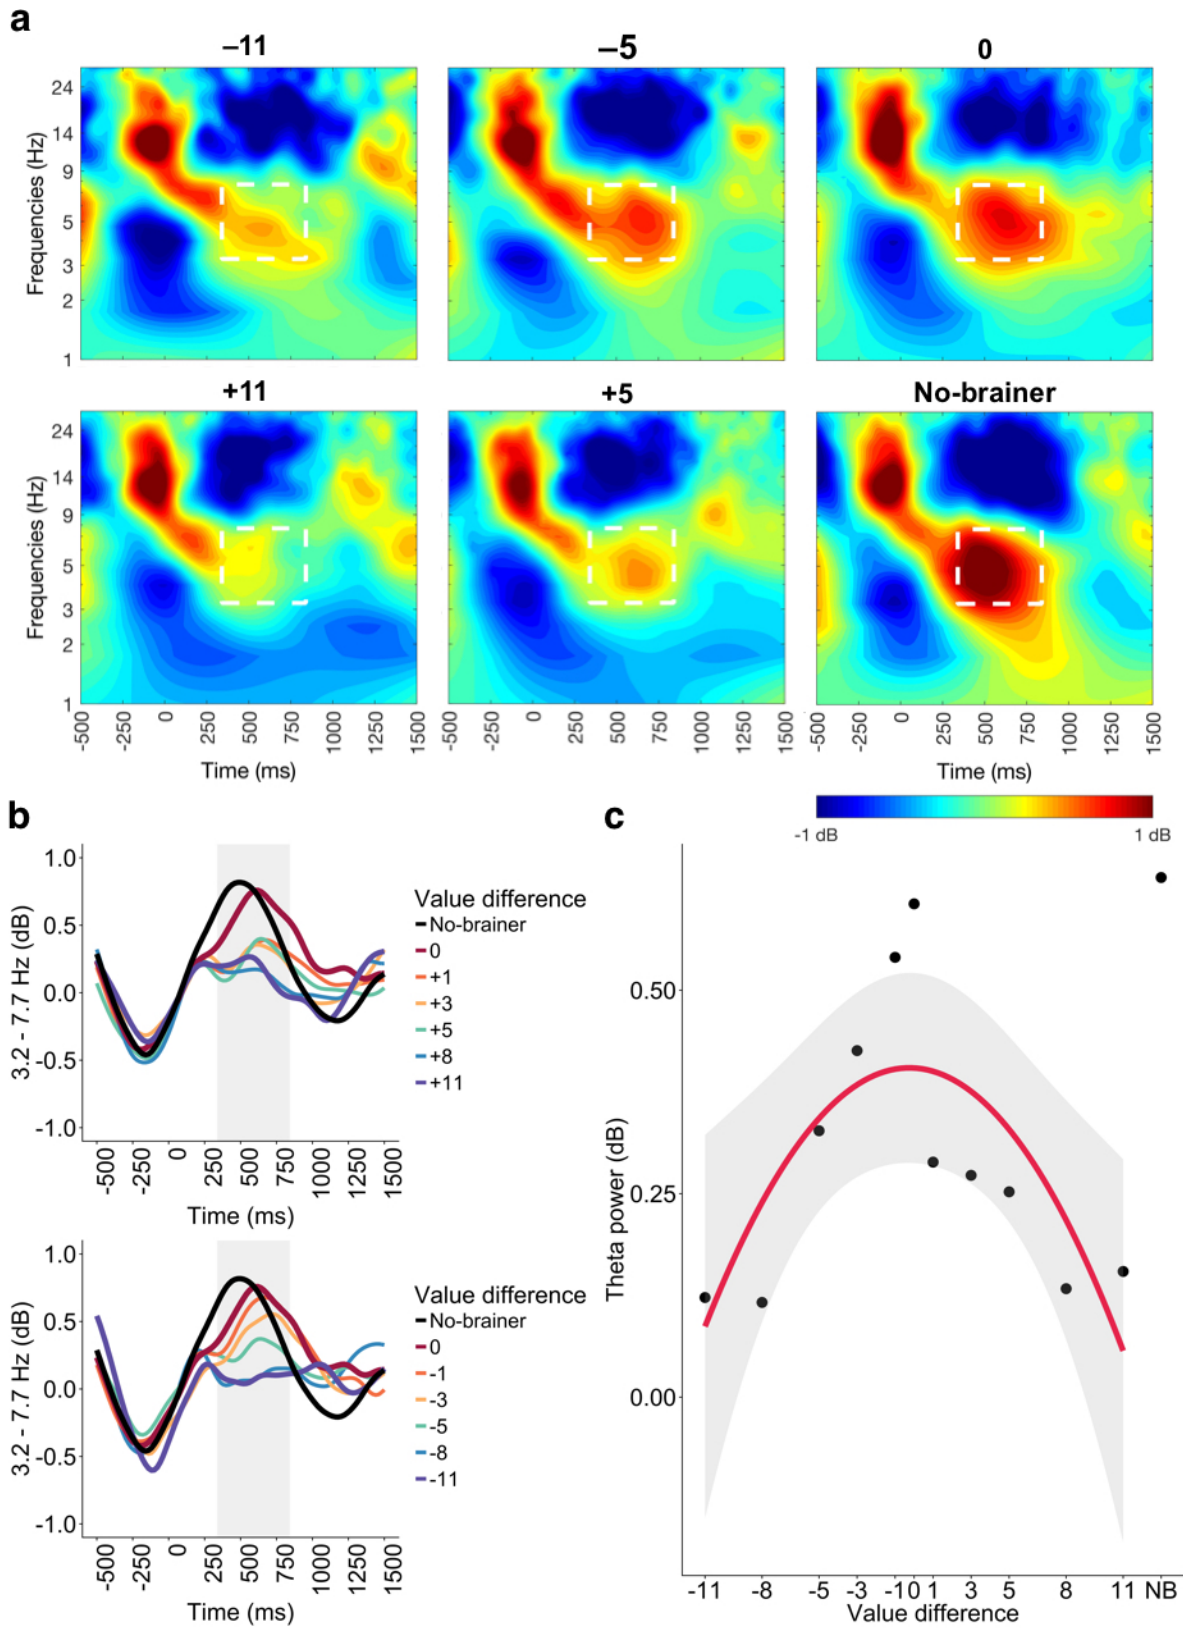 a
–11
–5
0
Frequencies (Hz)
24
14
9
5
3
2
1
+11
+5
No-brainer
Frequencies (Hz)
24
14
9
5
3
2
1
-500 -250 0 250 500 750 1000 1250 1500
-500 -250 0 250 500 750 1000 1250 1500
-500 -250 0 250 500 750 1000 1250 1500
Time (ms)
Time (ms)
-1 dB
1 dB
b
3.2 - 7.7 Hz (dB)
1.0
0.5
0.0
-0.5
-1.0
-500 -250 0 250 500 750 1000 1250 1500
Time (ms)
Value difference
No-brainer
0
+1
+3
+5
+8
+11
3.2 - 7.7 Hz (dB)
1.0
0.5
0.0
-0.5
-1.0
-500 -250 0 250 500 750 1000 1250 1500
Time (ms)
Value difference
No-brainer
0
-1
-3
-5
-8
-11
c
Theta power (dB)
0.50
0.25
0.00
-11 -8 -5 -3 -1 0 1 3 5 8 11 NB
Value difference